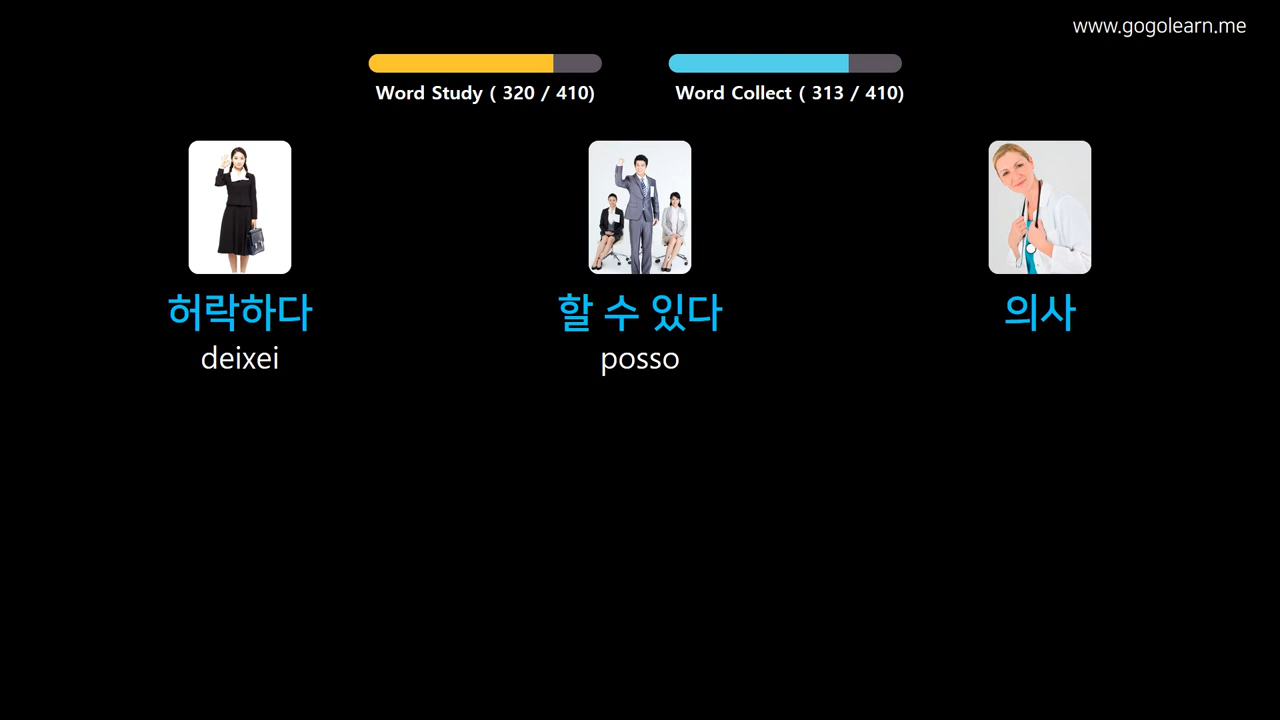 www.gogolearn.me
Word Study ( 320 / 410)
Word Collect ( 313 / 410)
허락하다
할 수 있다
의사
deixei
posso